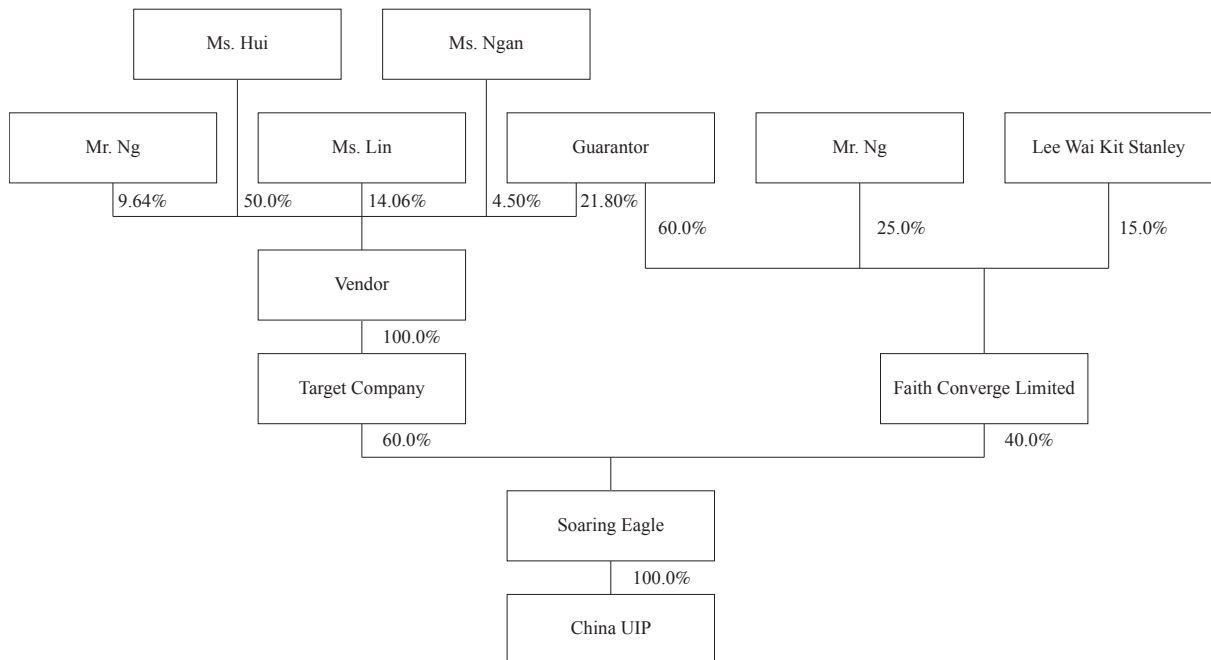 Ms. Hui
Ms. Ngan
Mr. Ng
Ms. Lin
Guarantor
Mr. Ng
Lee Wai Kit Stanley
9.64%
50.0%
14.06%
4.50%
21.80%
60.0%
25.0%
15.0%
Vendor
100.0%
Target Company
Faith Converge Limited
60.0%
40.0%
Soaring Eagle
100.0%
China UIP